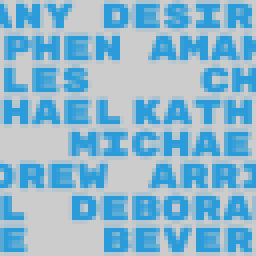 ANY DESIR
PHEN AMAN
LES CH
HAEL KATH
MICHAE
DREW ARRI
L DEBORA
E BEVER